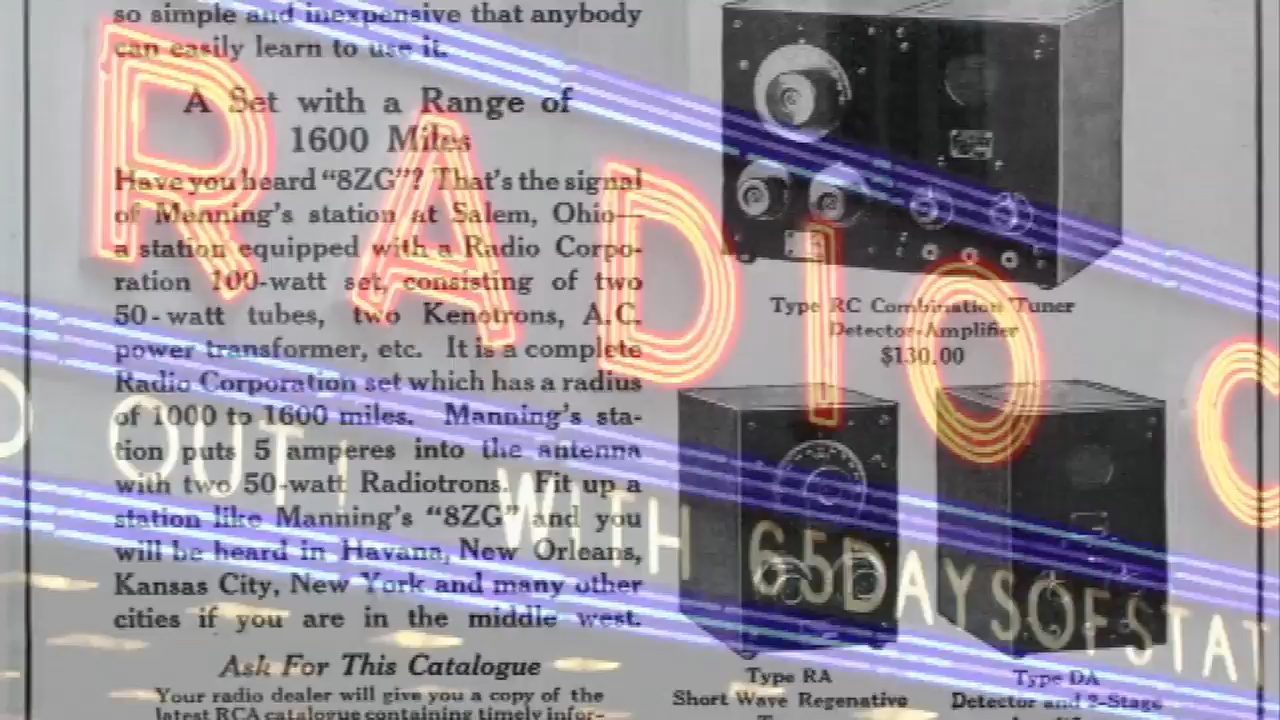 so simple and inexpensive that anybody
can easily learn to use it.
A Set with a Range of
1600 Miles
Have you heard “8ZG”? That's the signal
of Manning's station at Salem, Ohio—
a station equipped with a Radio Corpo-
ration 100-watt set, consisting of two
50-watt tubes, two Kenotrons, A.C.
power transformer, etc. It is a complete
Radio Corporation set which has a radius
of 1000 to 1600 miles. Manning's sta-
tion puts 5 amperes into the antenna
with two 50-watt Radiotrons. Fit up a
station like Manning's “8ZG” and you
will be heard in Havana, New Orleans,
Kansas City, New York and many other
cities if you are in the middle west.
Ask For This Catalogue
Your radio dealer will give you a copy of the
latest RCA catalogue containing timely infor-
Type RC Combination Tuner
Detector-Amplifier
$130.00
Type RA
Short Wave Regenative
Type DA
Detector and 2-Stage
RADIO C
OUT! WITH 65DAYSOFSTAT